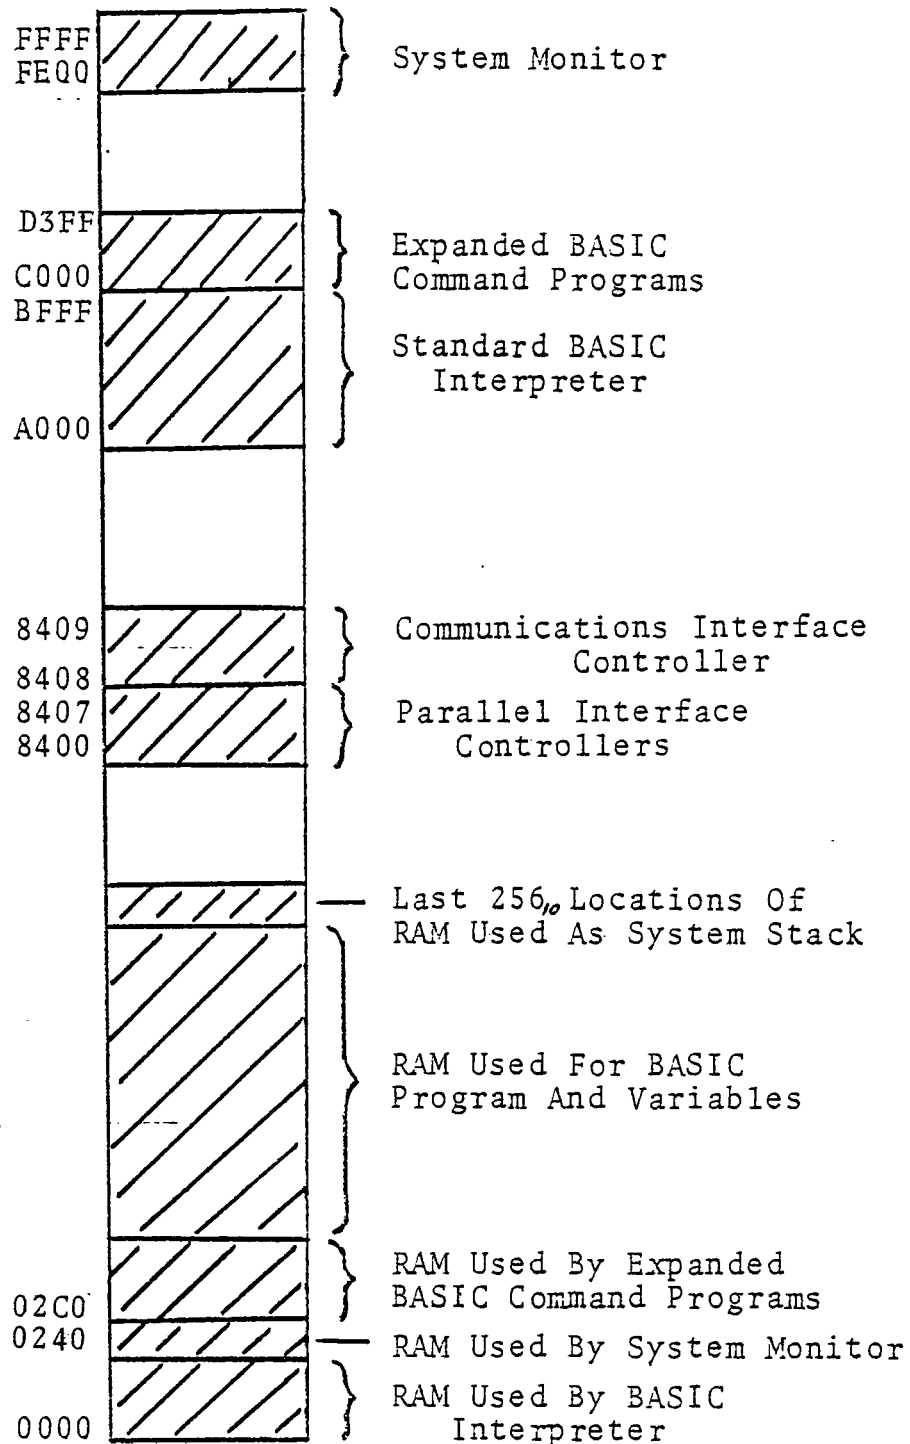 FFFF
FE00
System Monitor
D3FF
C000
Expanded BASIC
Command Programs
BFFF
A000
Standard BASIC
Interpreter
8409
8408
Communications Interface
Controller
8407
8400
Parallel Interface
Controllers
Last 256₁₀ Locations Of
RAM Used As System Stack
RAM Used For BASIC
Program And Variables
RAM Used By Expanded
BASIC Command Programs
02C0
0240
RAM Used By System Monitor
RAM Used By BASIC
Interpreter
0000